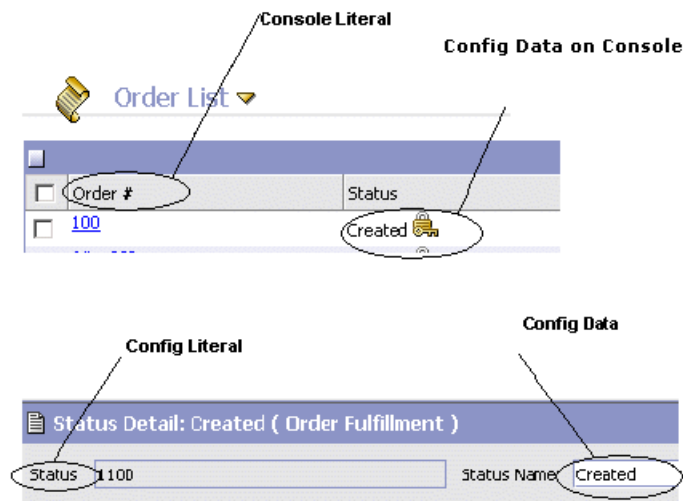 Console Literal
Config Data on Console
Order List
Order # Status
100 Created
Config Literal
Config Data
Status Detail: Created ( Order Fulfillment )
Status 1100 Status Name Created